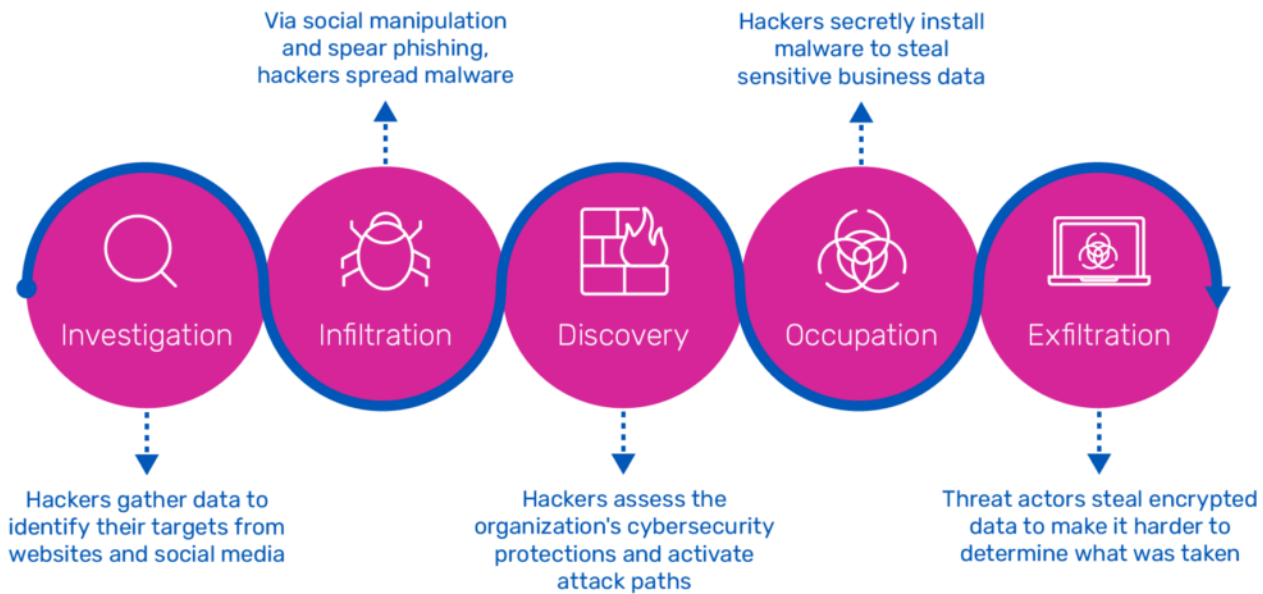 Via social manipulation
and spear phishing,
hackers spread malware
Hackers secretly install
malware to steal
sensitive business data
Investigation
Infiltration
Discovery
Occupation
Exfiltration
Hackers gather data to
identify their targets from
websites and social media
Hackers assess the
organization's cybersecurity
protections and activate
attack paths
Threat actors steal encrypted
data to make it harder to
determine what was taken